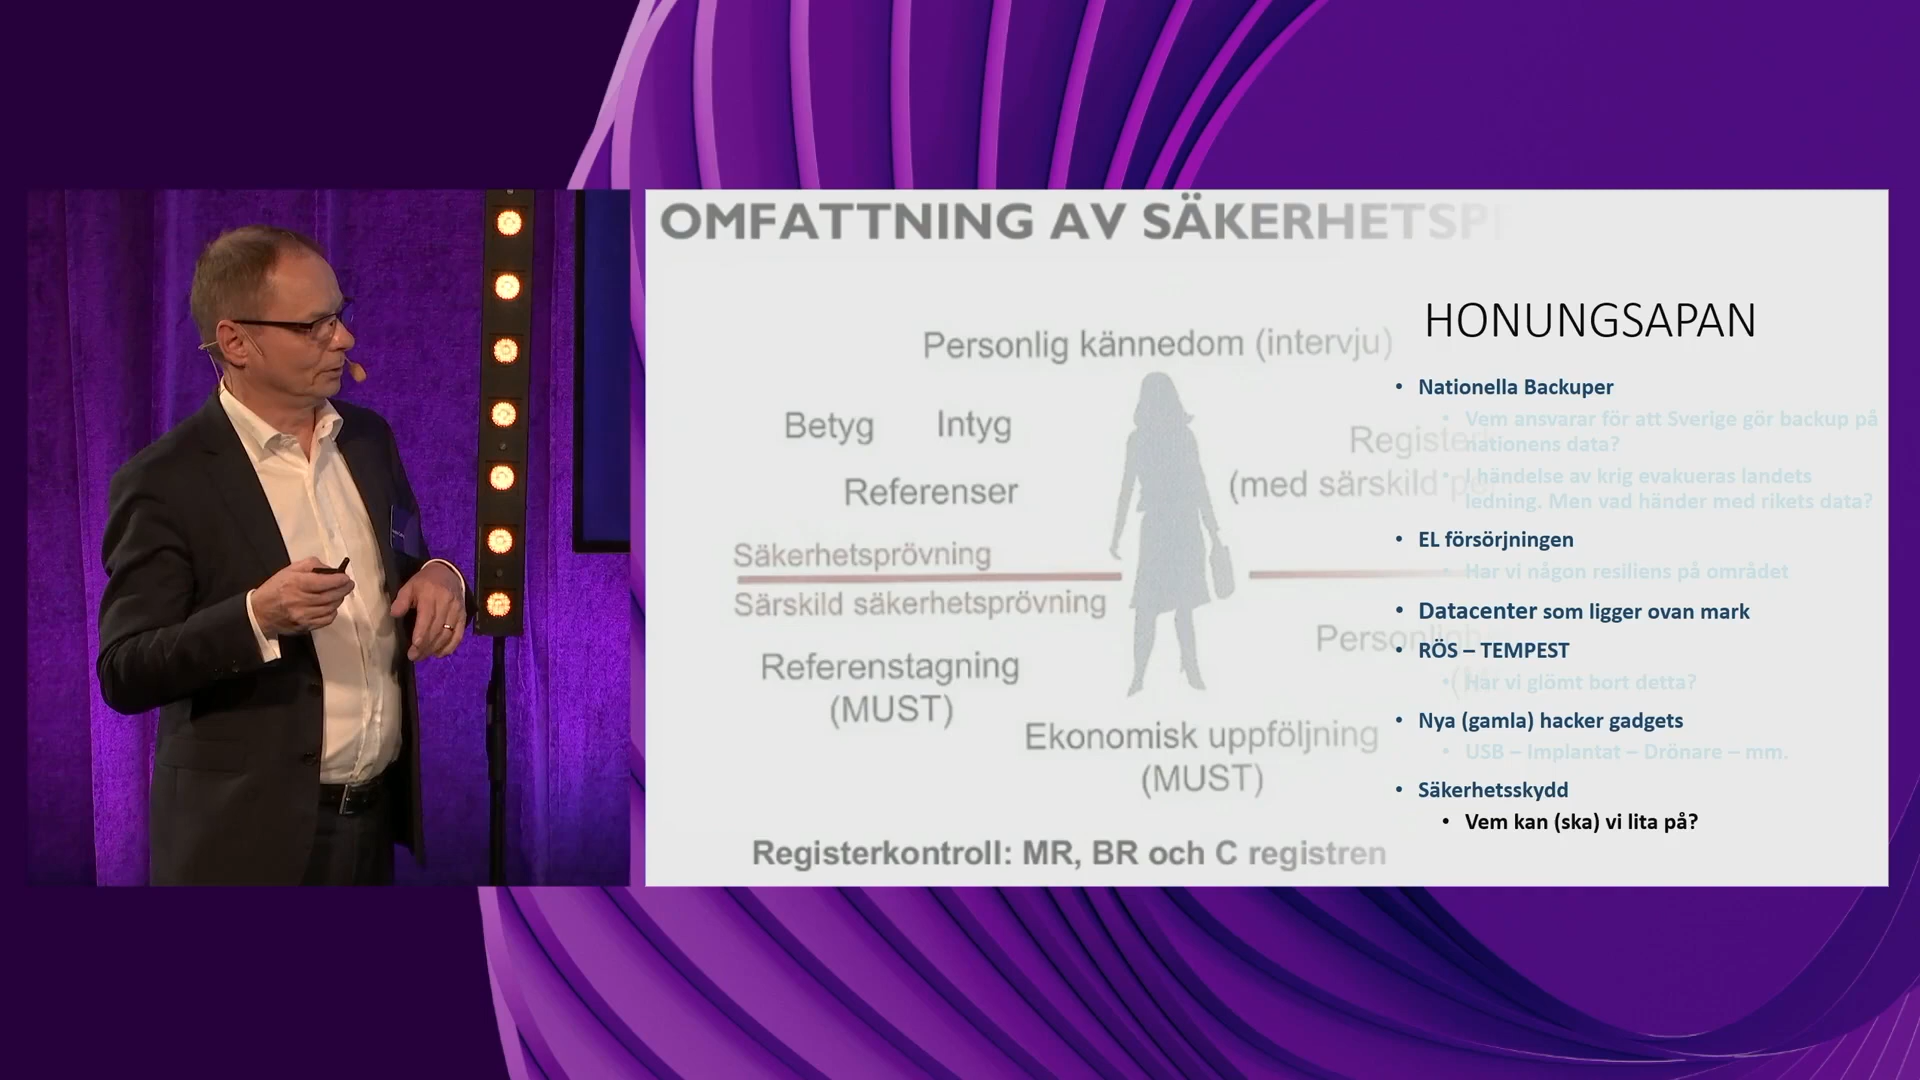 OMFATTNING AV SÄKERHETSP
Personlig kännedom (intervju)
Betyg
Intyg
Referenser
(med särskild
Säkerhetsprövning
Särskild säkerhetsprövning
Referenstagning
(MUST)
Ekonomisk uppföljning
(MUST)
Registerkontroll: MR, BR och C registren
HONUNGSAPAN
• Nationella Backuper
• Vem ansvarar för att Sverige gör backup på
nationens data?
• I händelse av krig evakueras landets
ledning. Men vad händer med rikets data?
• EL försörjningen
• Har vi någon resiliens på området
• Datacenter som ligger ovan mark
• RÖS – TEMPEST
• Har vi glömt bort detta?
• Nya (gamla) hacker gadgets
• USB – Implantat – Drönare – mm.
• Säkerhetsskydd
• Vem kan (ska) vi lita på?